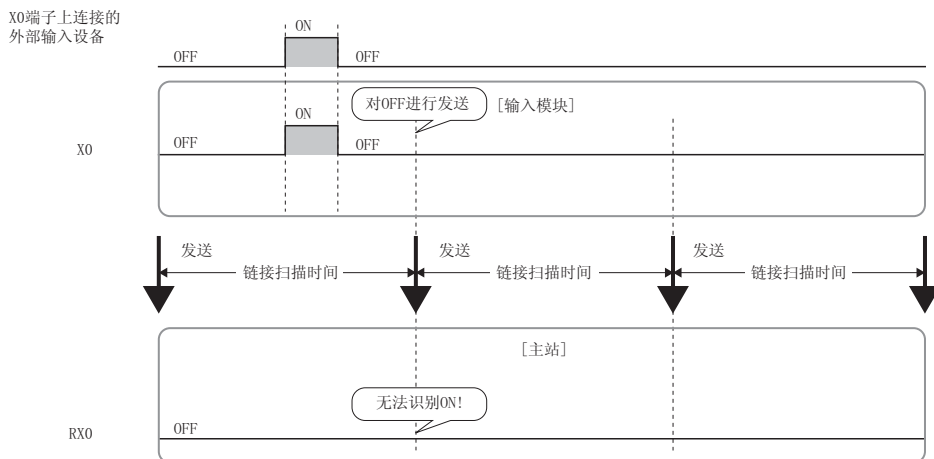 X0端子上连接的
外部输入设备
ON
OFF
OFF
对OFF进行发送
[输入模块]
ON
X0
OFF
OFF
发送
发送
发送
链接扫描时间
链接扫描时间
链接扫描时间
[主站]
无法识别ON!
RX0
OFF